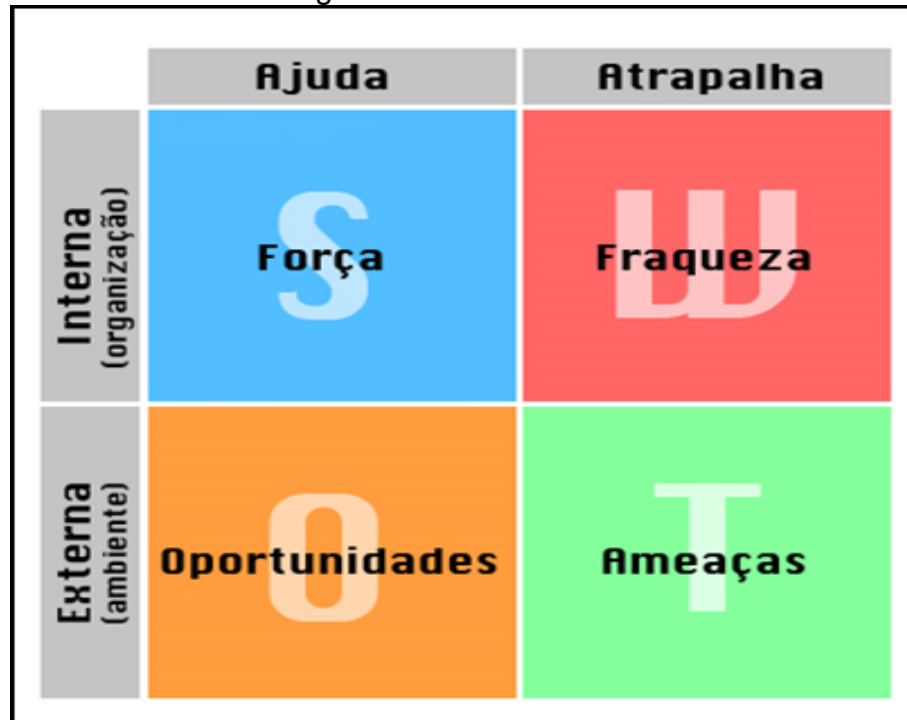 Ajuda
Atrapalha
Interna
(organização)
S
Força
W
Fraqueza
Externa
(ambiente)
O
Oportunidades
T
Ameaças